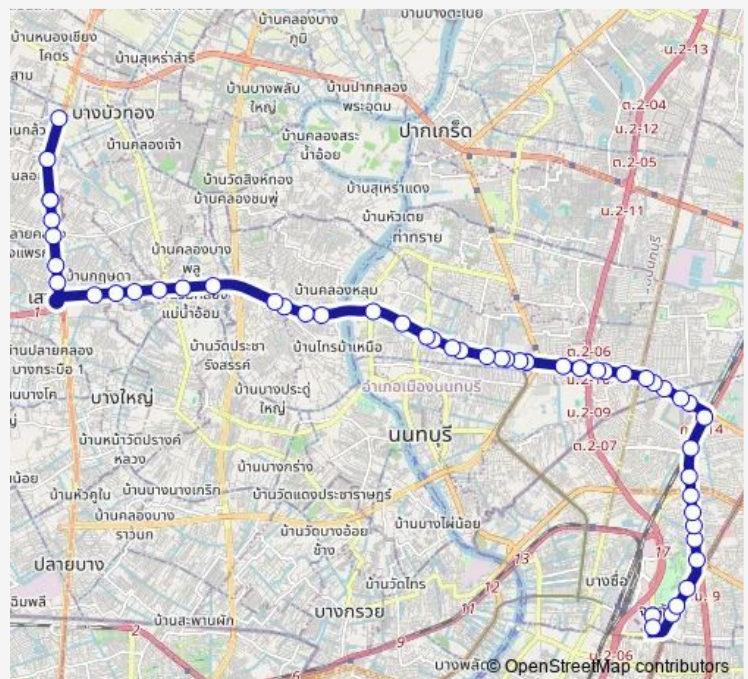 บ้านหนองเชียง
โคตร
สาม
บ้านสุเหร่าลำรี
บ้านคลองบาง
ภูมิ
บ้านบางตะไนย์
น.2-13
บ้านบางพลับ
ใหญ่
บ้านปากคลอง
พระอุดม
ต.2-04
น.2-12
บางบัวทอง
บ้านคลองเจ้า
บ้านคลองสระ
น้ำอ้อย
ปากเกร็ด
ต.2-05
บ้านวัดสิงห์ทอง
บ้านคลองชมพู่
บ้านสุเหร่าแดง
น.2-11
บ้านหัวเตย
ท่าทราย
บ้านคลองบาง
พลู
บ้านกฤษดา
บ้านคลองหลุม
แม่น้ำอ้อม
1
บ้านปลายคลอง
บางกระบือ 1
บ้านวัดประชา
รังสรรค์
บ้านไทรม้าเหนือ
ต.2-06
อำเภอเมืองนนทบุรี
บางใหญ่
บ้านบางประดู่
ใหญ่
น.2-09
นนทบุรี
ต.2-07
บ้านหน้าวัดปรางค์
หลวง
บ้านบางกร่าง
บ้านหัวคูใน
บ้านบางนางเกริก
บ้านวัดแดงประชาราษฎร์
บ้านคลองบาง
ราวนก
บ้านวัดบางอ้อย
ช้าง
บ้านบางไผ่น้อย
ปลายบาง
13
17
ฉิมพลี
บ้านวัดไทร
12
บางซื่อ
น. 9
บ้านสะพานผัก
บางกรวย
11
2
9
บางพลัด
น.2-06
© OpenStreetMap contributors